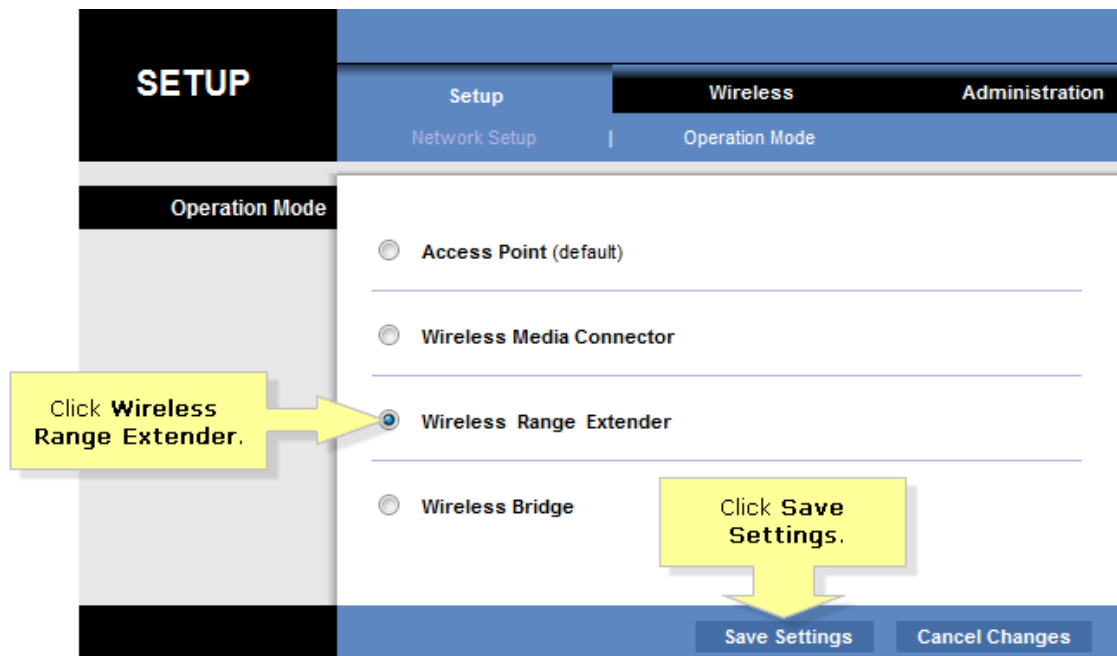 SETUP
Setup
Wireless
Administration
Network Setup | Operation Mode
Operation Mode
Access Point (default)
Wireless Media Connector
Click Wireless
Range Extender.
Wireless Range Extender
Wireless Bridge
Click Save
Settings.
Save Settings
Cancel Changes